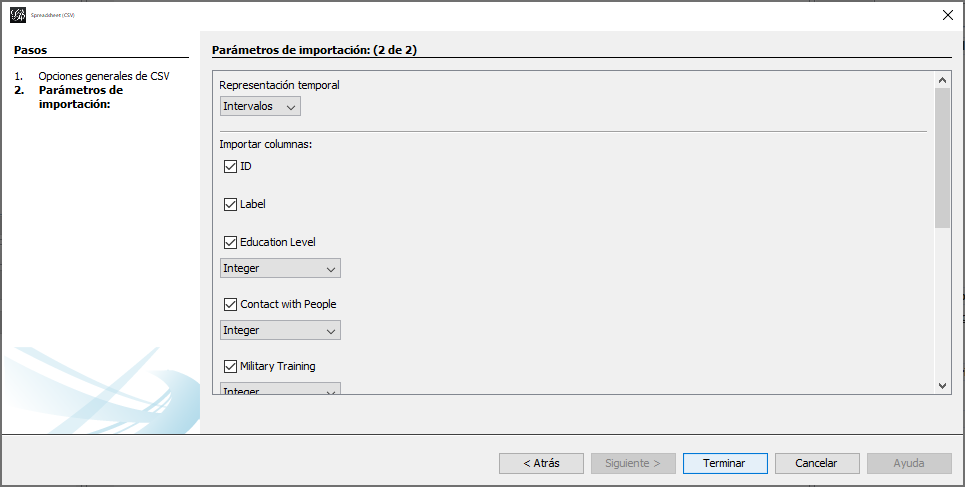 Spreadsheet (CSV)
Pasos
1. Opciones generales de CSV
2. Parámetros de
importación:
Parámetros de importación: (2 de 2)
Representación temporal
Intervalos
Importar columnas:
ID
Label
Education Level
Integer
Contact with People
Integer
Military Training
Integer
< Atrás
Siguiente >
Terminar
Cancelar
Ayuda